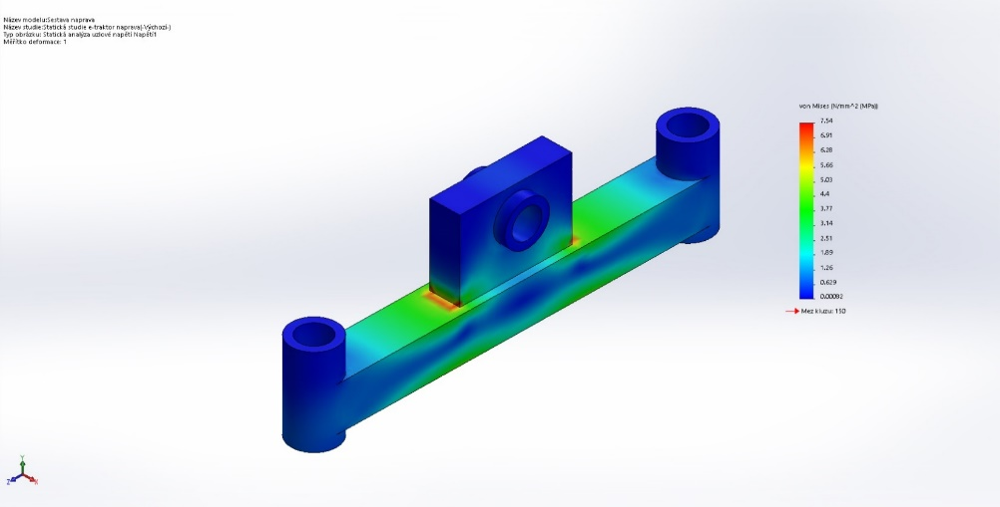 Název modelu:Sestava naprava
Název studie:Statická studie e-traktor naprava(-Výchozí-)
Typ obrázku: Statická analýza uzlové napětí Napětí1
Měřítko deformace: 1
von Mises (N/mm^2 (MPa))
7.54
6.91
6.28
5.66
5.03
4.4
3.77
3.14
2.51
1.89
1.26
0.629
0.00092
Mez kluzu: 150
Y
Z
X